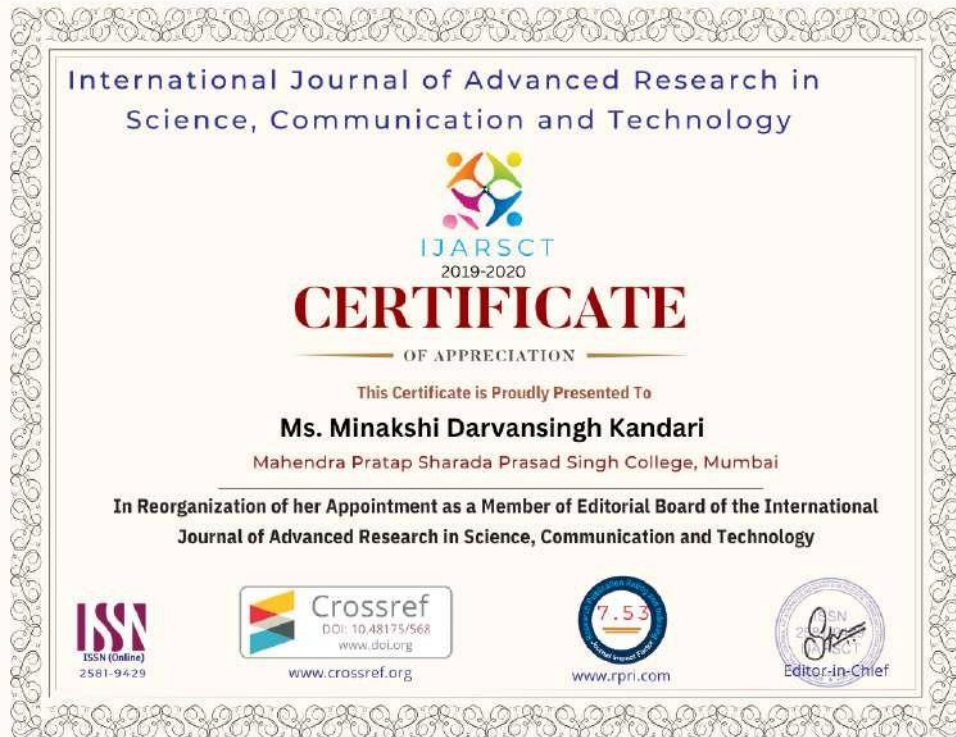 International Journal of Advanced Research in
Science, Communication and Technology
IJARSCT
2019-2020
CERTIFICATE
OF APPRECIATION
This Certificate is Proudly Presented To
Ms. Minakshi Darvansingh Kandari
Mahendra Pratap Sharada Prasad Singh College, Mumbai
In Reorganization of her Appointment as a Member of Editorial Board of the International
Journal of Advanced Research in Science, Communication and Technology
ISSN
ISSN (Online)
2581-9429
Crossref
DOI: 10.48175/568
www.doi.org
www.crossref.org
7.53
Journal Impact Factor
www.rpri.com
ISSN
Editor-in-Chief